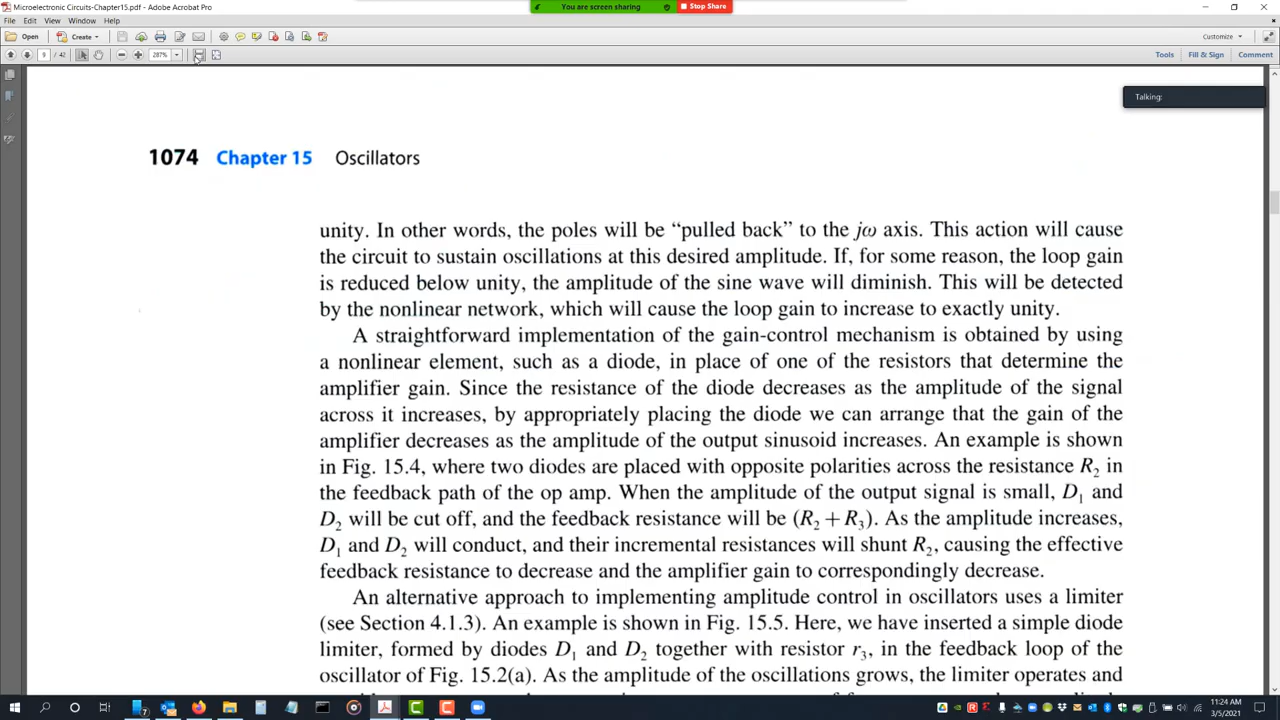 Microelectronic Circuits-Chapter15.pdf - Adobe Acrobat Pro
You are screen sharing
Stop Share
File Edit View Window Help
Open Create Customize
9 / 42 287% Tools Fill & Sign Comment
Talking:
1074 Chapter 15 Oscillators
unity. In other words, the poles will be “pulled back” to the jω axis. This action will cause
the circuit to sustain oscillations at this desired amplitude. If, for some reason, the loop gain
is reduced below unity, the amplitude of the sine wave will diminish. This will be detected
by the nonlinear network, which will cause the loop gain to increase to exactly unity.
A straightforward implementation of the gain-control mechanism is obtained by using
a nonlinear element, such as a diode, in place of one of the resistors that determine the
amplifier gain. Since the resistance of the diode decreases as the amplitude of the signal
across it increases, by appropriately placing the diode we can arrange that the gain of the
amplifier decreases as the amplitude of the output sinusoid increases. An example is shown
in Fig. 15.4, where two diodes are placed with opposite polarities across the resistance R₂ in
the feedback path of the op amp. When the amplitude of the output signal is small, D₁ and
D₂ will be cut off, and the feedback resistance will be (R₂ + R₃). As the amplitude increases,
D₁ and D₂ will conduct, and their incremental resistances will shunt R₂, causing the effective
feedback resistance to decrease and the amplifier gain to correspondingly decrease.
An alternative approach to implementing amplitude control in oscillators uses a limiter
(see Section 4.1.3). An example is shown in Fig. 15.5. Here, we have inserted a simple diode
limiter, formed by diodes D₁ and D₂ together with resistor r₃, in the feedback loop of the
oscillator of Fig. 15.2(a). As the amplitude of the oscillations grows, the limiter operates and
11:24 AM
3/5/2021